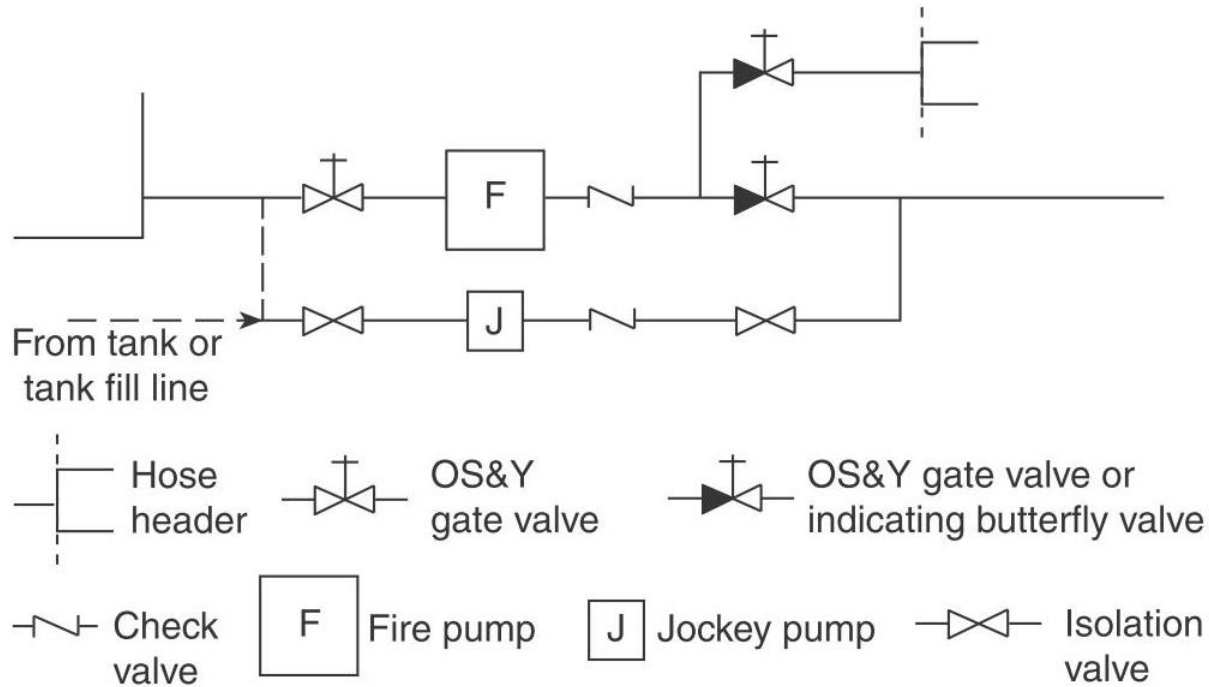 F
J
From tank or
tank fill line
Hose
header
OS&Y
gate valve
OS&Y gate valve or
indicating butterfly valve
Check
valve
F
Fire pump
J
Jockey pump
Isolation
valve